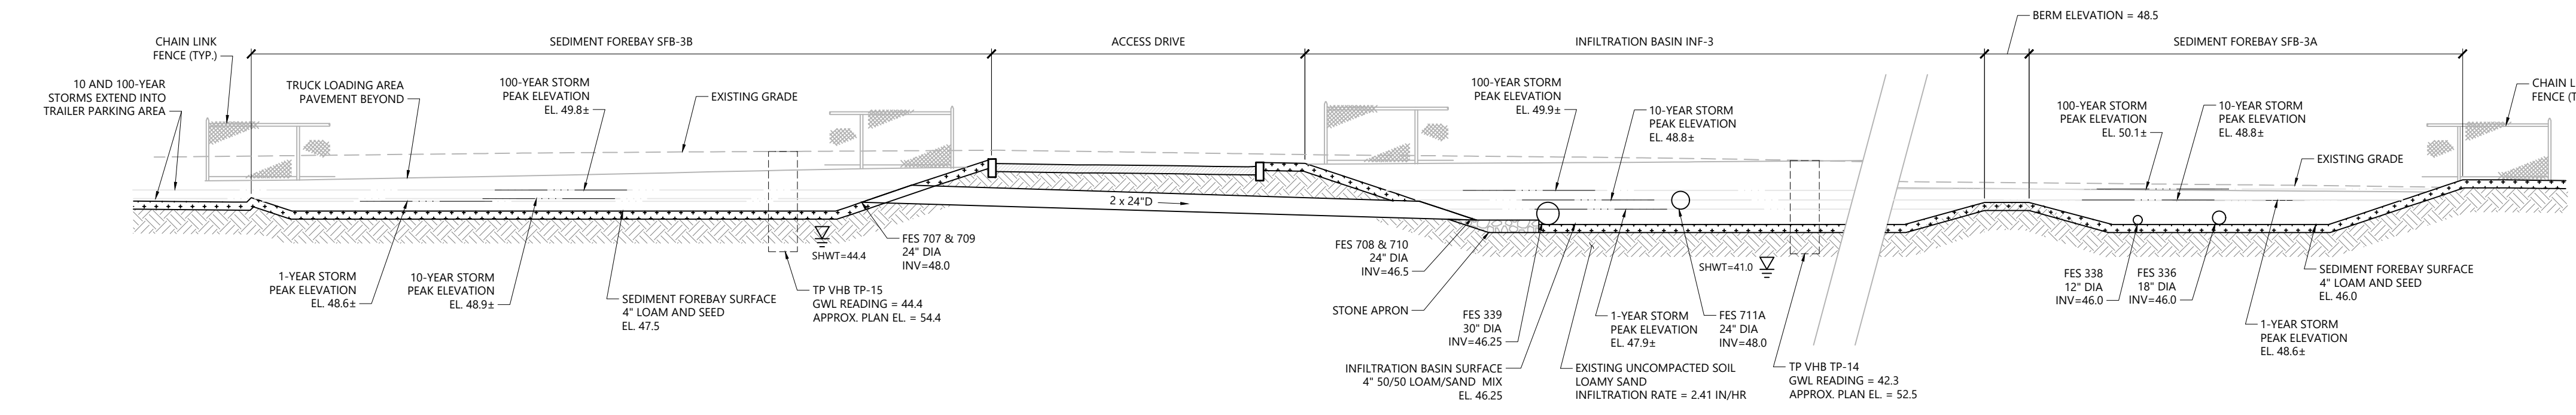 BERM ELEVATION = 48.5
CHAIN LINK
FENCE (TYP.)
SEDIMENT FOREBAY SFB-3B
ACCESS DRIVE
INFILTRATION BASIN INF-3
SEDIMENT FOREBAY SFB-3A
10 AND 100-YEAR
STORMS EXTEND INTO
TRAILER PARKING AREA
TRUCK LOADING AREA
PAVEMENT BEYOND
100-YEAR STORM
PEAK ELEVATION
EL. 49.8±
EXISTING GRADE
100-YEAR STORM
PEAK ELEVATION
EL. 49.9±
10-YEAR STORM
PEAK ELEVATION
EL. 48.8±
100-YEAR STORM
PEAK ELEVATION
EL. 50.1±
10-YEAR STORM
PEAK ELEVATION
EL. 48.8±
EXISTING GRADE
CHAIN L
FENCE (T
2 x 24"D
1-YEAR STORM
PEAK ELEVATION
EL. 48.6±
10-YEAR STORM
PEAK ELEVATION
EL. 48.9±
SEDIMENT FOREBAY SURFACE
4" LOAM AND SEED
EL. 47.5
SHWT=44.4
TP VHB TP-15
GWL READING = 44.4
APPROX. PLAN EL. = 54.4
FES 707 & 709
24" DIA
INV=48.0
FES 708 & 710
24" DIA
INV=46.5
STONE APRON
FES 339
30" DIA
INV=46.25
INFILTRATION BASIN SURFACE
4" 50/50 LOAM/SAND MIX
EL. 46.25
1-YEAR STORM
PEAK ELEVATION
EL. 47.9±
EXISTING UNCOMPACTED SOIL
LOAMY SAND
INFILTRATION RATE = 2.41 IN/HR
SHWT=41.0
FES 711A
24" DIA
INV=48.0
TP VHB TP-14
GWL READING = 42.3
APPROX. PLAN EL. = 52.5
FES 338
12" DIA
INV=46.0
FES 336
18" DIA
INV=46.0
1-YEAR STORM
PEAK ELEVATION
EL. 48.6±
SEDIMENT FOREBAY SURFACE
4" LOAM AND SEED
EL. 46.0